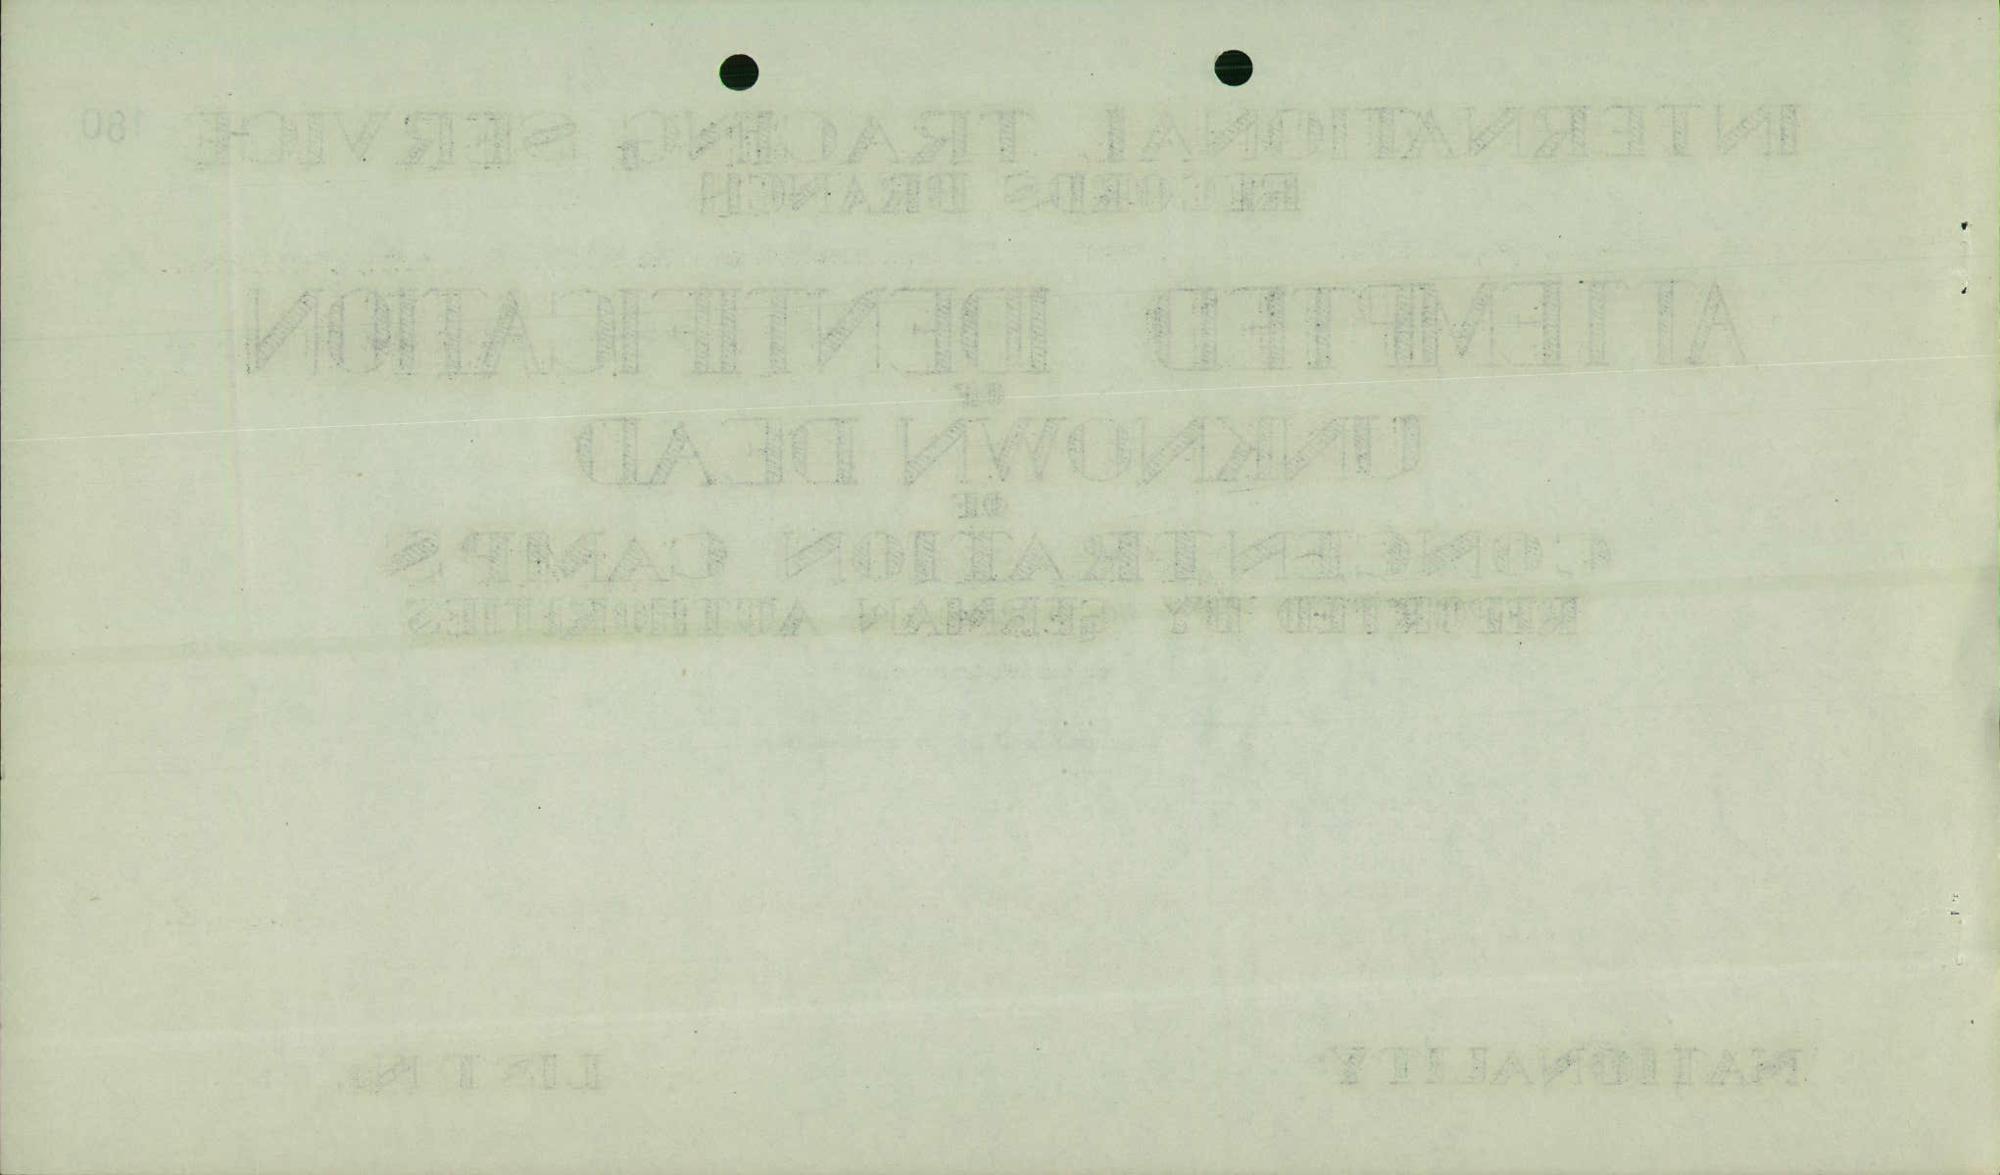 INTERNATIONAL TRACING SERVICE
180
RECORDS BRANCH
ATTEMPTED IDENTIFICATION
OF
UNKNOWN DEAD
OF
CONCENTRATION CAMPS
REPORTED BY GERMAN AUTHORITIES
NATIONALITY
LIST No